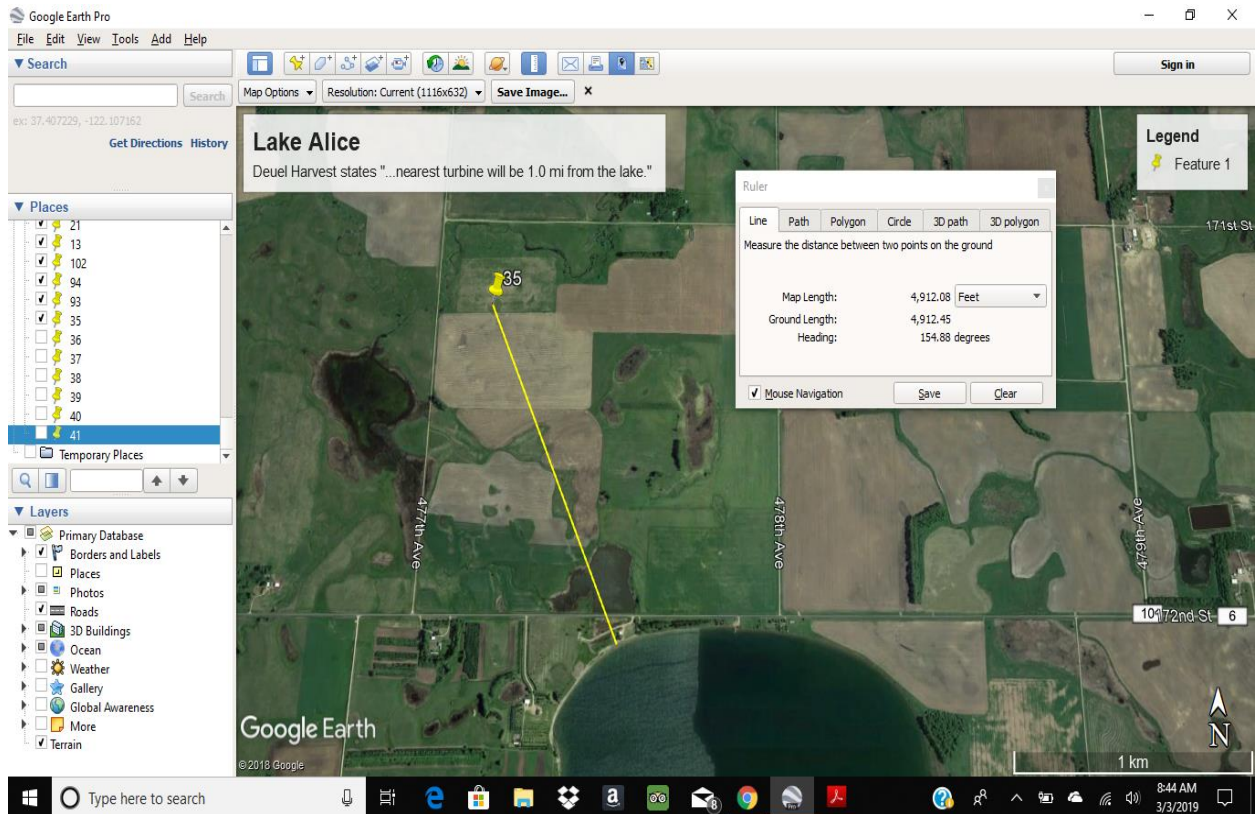 Google Earth Pro
File Edit View Tools Add Help
Search
Search
ex: 37.407229, -122.107162
Get Directions History
Places
21
13
102
94
93
35
36
37
38
39
40
41
Temporary Places
Layers
Primary Database
Borders and Labels
Places
Photos
Roads
3D Buildings
Ocean
Weather
Gallery
Global Awareness
More
Terrain
Sign in
Map Options Resolution: Current (1116x632) Save Image... X
Lake Alice
Deuel Harvest states "...nearest turbine will be 1.0 mi from the lake."
Legend
Feature 1
Ruler
Line Path Polygon Circle 3D path 3D polygon
Measure the distance between two points on the ground
Map Length: 4,912.08 Feet
Ground Length: 4,912.45
Heading: 154.88 degrees
Mouse Navigation Save Clear
171st St
35
477th Ave
478th Ave
479th Ave
172nd St 6
N
1 km
Google Earth
© 2018 Google
Type here to search
a
8
8:44 AM
3/3/2019